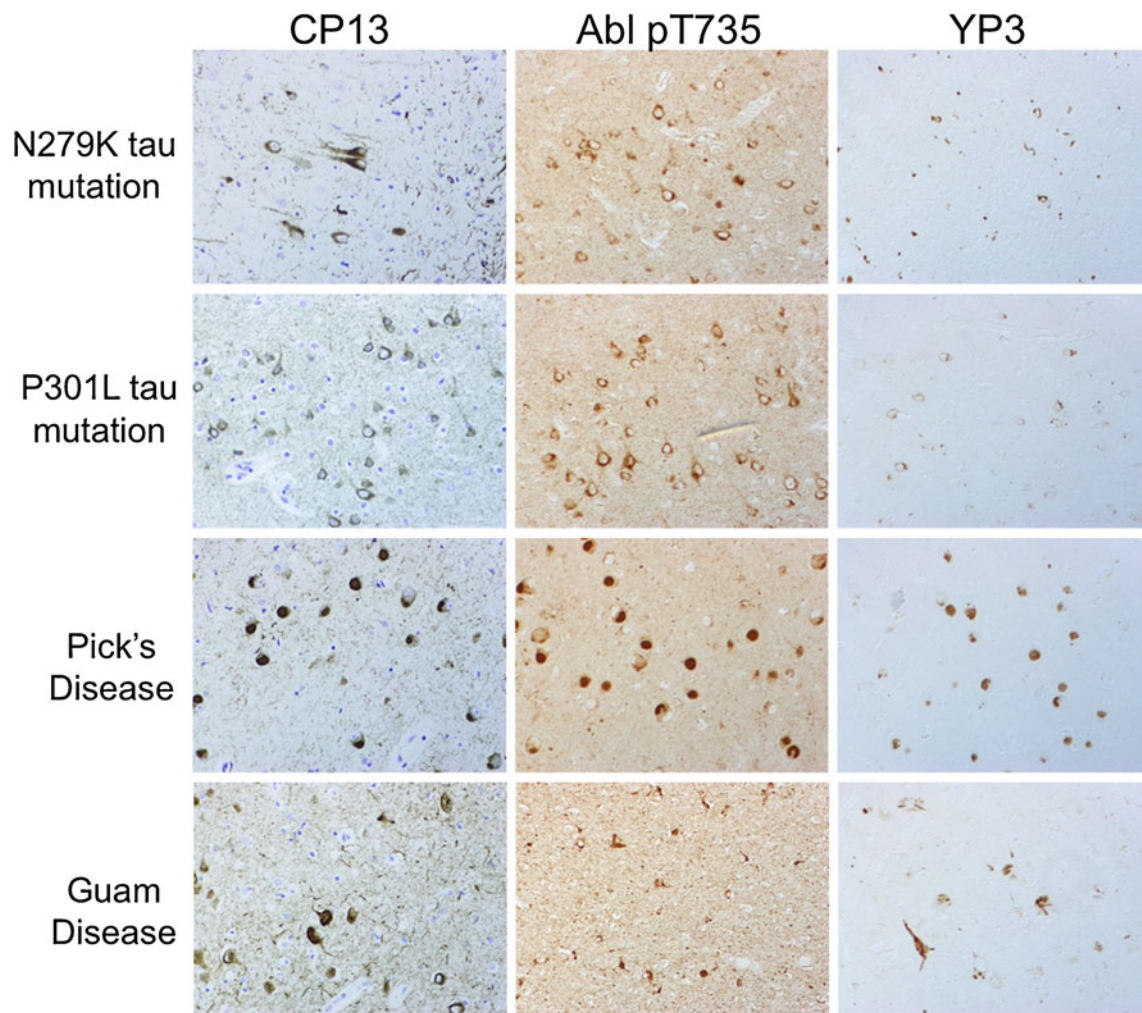 CP13
Abl pT735
YP3
N279K tau
mutation
P301L tau
mutation
Pick's
Disease
Guam
Disease